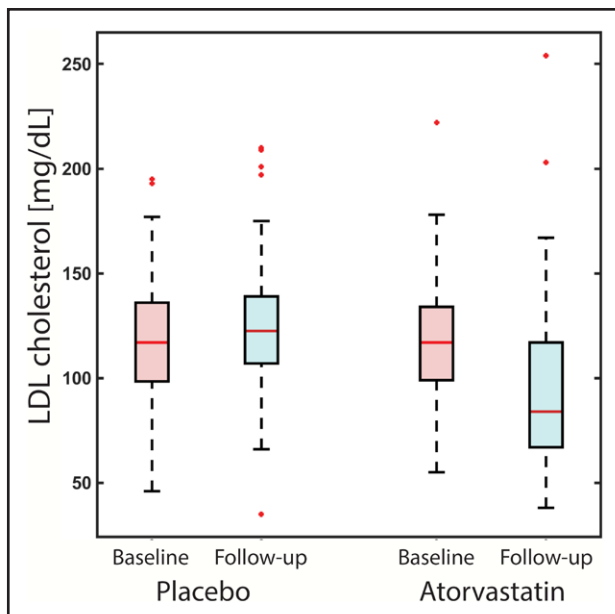 LDL cholesterol [mg/dL]
250
200
150
100
50
Baseline Follow-up Baseline Follow-up
Placebo Atorvastatin